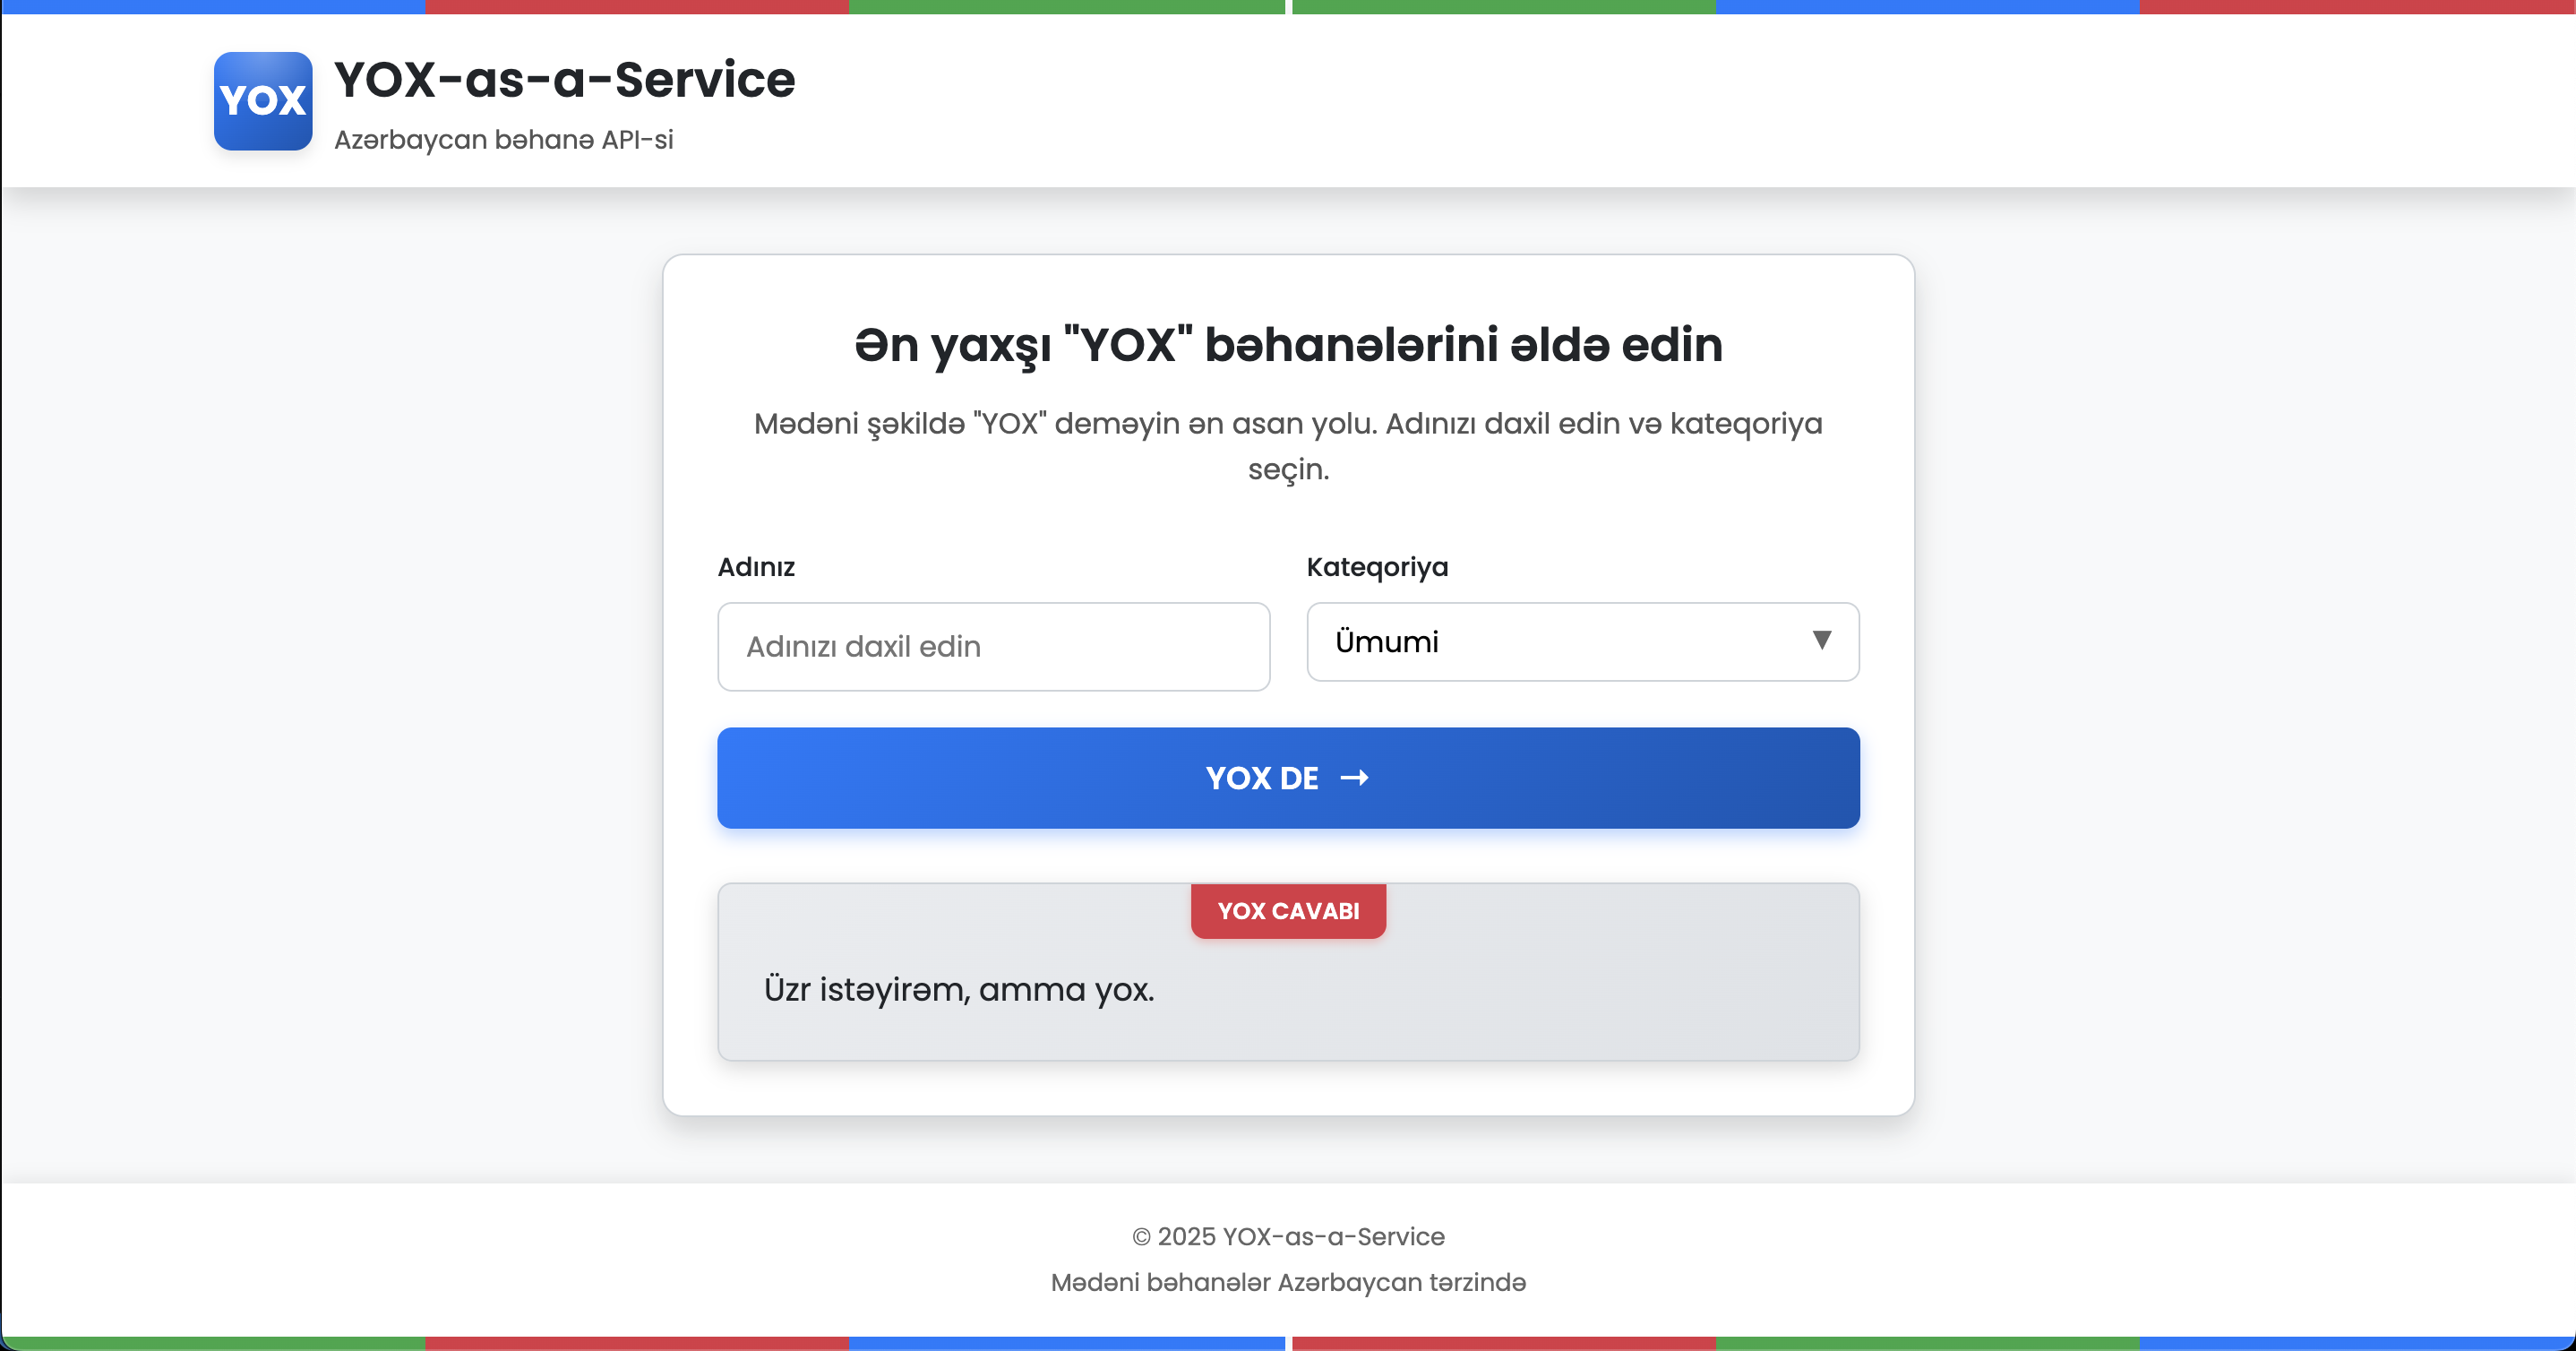 YOX
YOX-as-a-Service
Azərbaycan bəhanə API-si
Ən yaxşı "YOX" bəhanələrini əldə edin
Mədəni şəkildə "YOX" deməyin ən asan yolu. Adınızı daxil edin və kateqoriya
seçin.
Adınız
Kateqoriya
Adınızı daxil edin
Ümumi
YOX DE →
YOX CAVABI
Üzr istəyirəm, amma yox.
© 2025 YOX-as-a-Service
Mədəni bəhanələr Azərbaycan tərzində